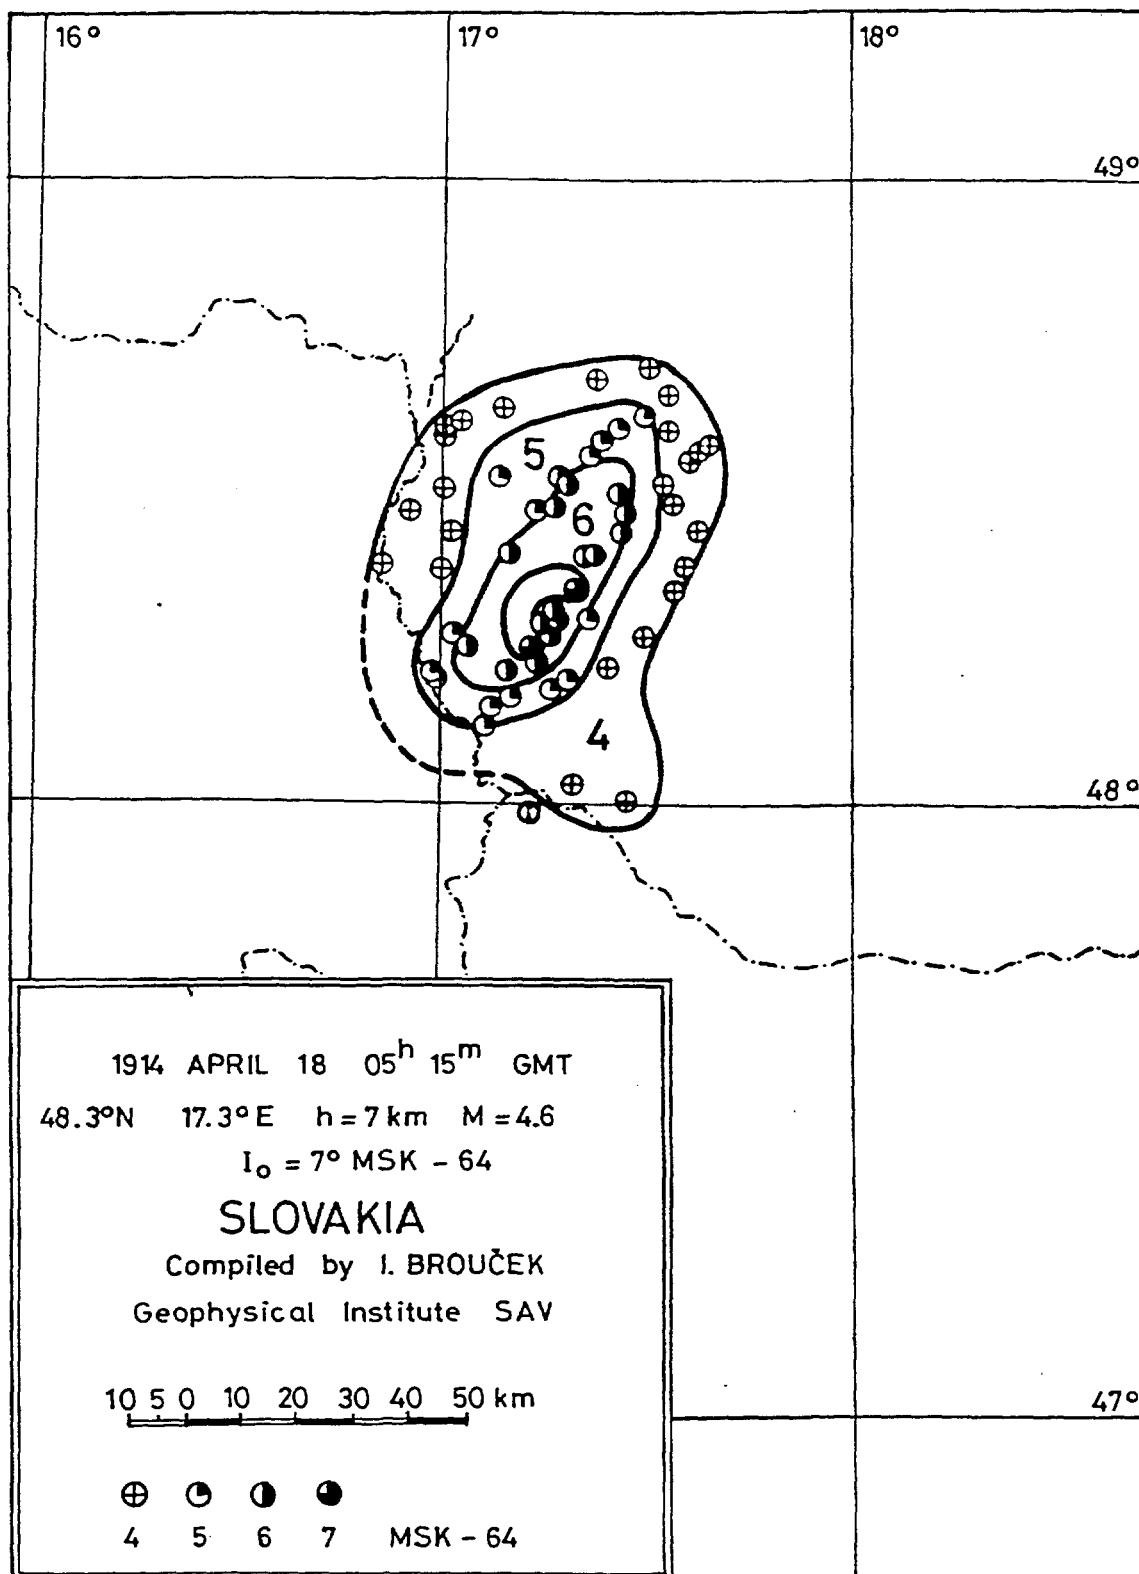 16° 17° 18°
49°
5
6
4
48°
1914 APRIL 18 05h 15m GMT
48.3°N 17.3°E h = 7 km M = 4.6
Io = 7° MSK - 64
SLOVAKIA
Compiled by I. BROUČEK
Geophysical Institute SAV
10 5 0 10 20 30 40 50 km
47°
4 5 6 7 MSK - 64